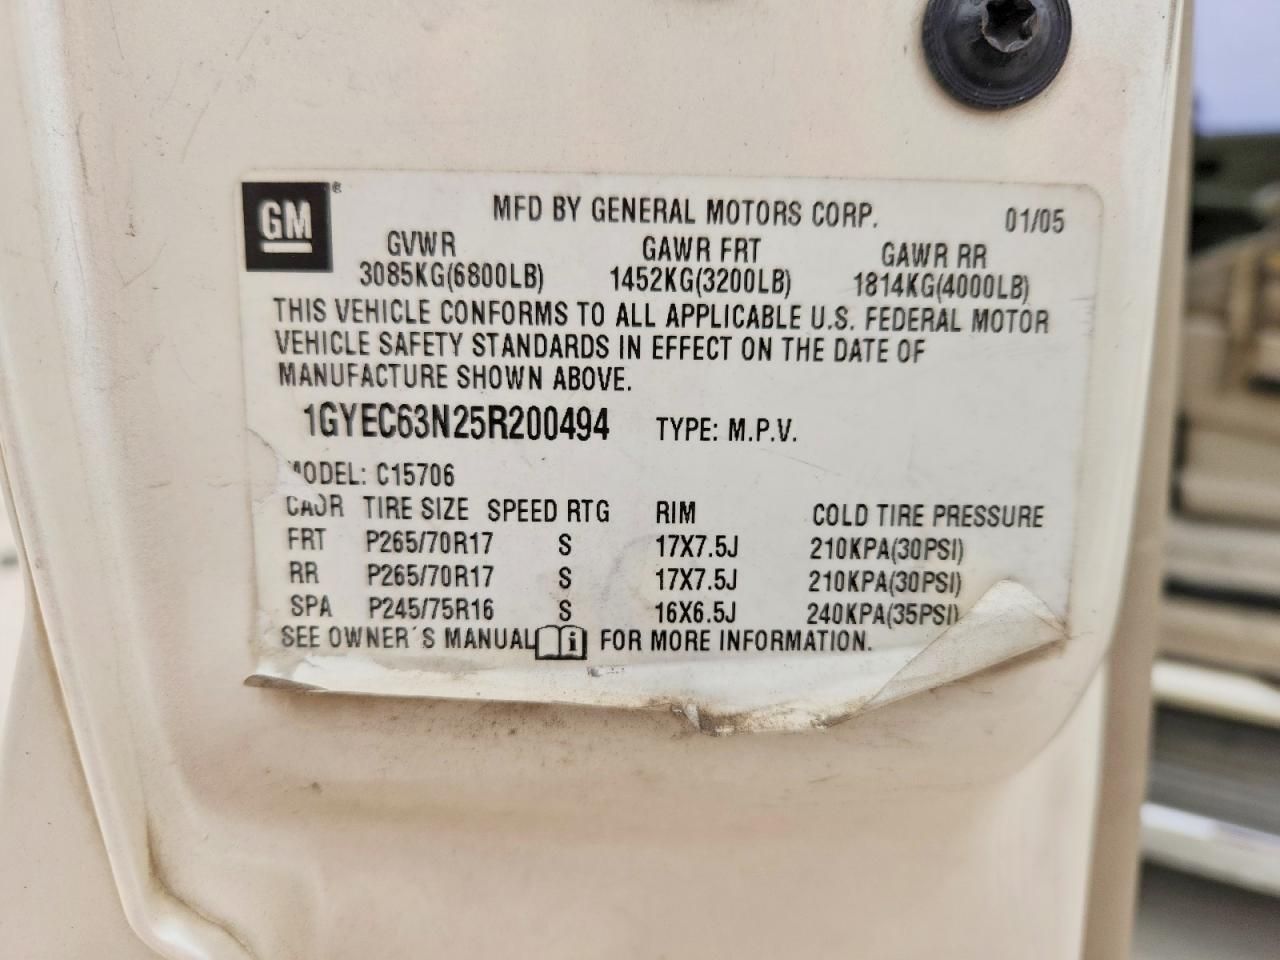 GM®
MFD BY GENERAL MOTORS CORP. 01/05
GVWR GAWR FRT GAWR RR
3085KG(6800LB) 1452KG(3200LB) 1814KG(4000LB)
THIS VEHICLE CONFORMS TO ALL APPLICABLE U.S. FEDERAL MOTOR
VEHICLE SAFETY STANDARDS IN EFFECT ON THE DATE OF
MANUFACTURE SHOWN ABOVE.
1GYEC63N25R200494 TYPE: M.P.V.
MODEL: C15706
TIRE SIZE SPEED RTG RIM COLD TIRE PRESSURE
FRT P265/70R17 S 17X7.5J 210KPA(30PSI)
RR P265/70R17 S 17X7.5J 210KPA(30PSI)
SPA P245/75R16 S 16X6.5J 240KPA(35PSI)
SEE OWNER'S MANUAL i FOR MORE INFORMATION.